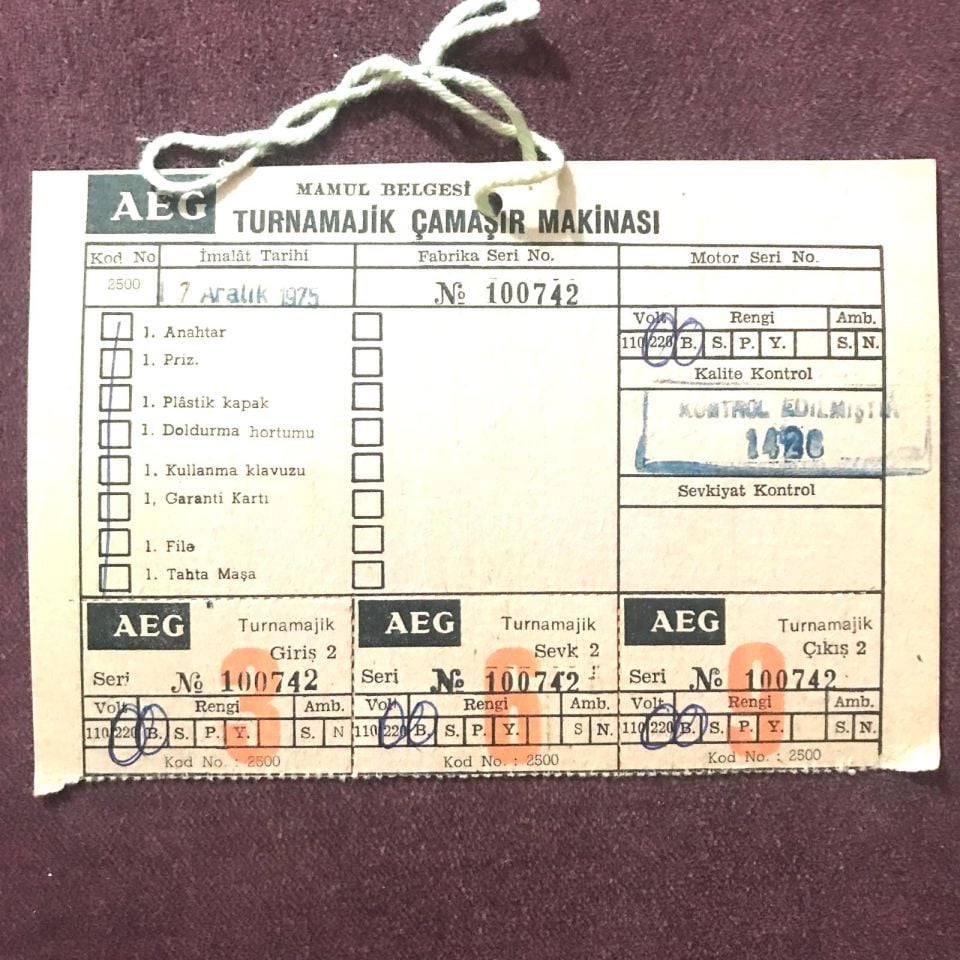 AEG
MAMUL BELGESİ
TURNAMAJİK ÇAMAŞIR MAKİNASI
Kod No İmalât Tarihi Fabrika Seri No. Motor Seri No.
2500 17 Aralık 1975 № 100742
Volt Rengi Amb.
110 220 B. S. P. Y. S. N.
Kalite Kontrol
KONTROL EDİLMİŞTİR
1426
Sevkiyat Kontrol
1. Anahtar
1. Priz.
1. Plâstik kapak
1. Doldurma hortumu
1. Kullanma klavuzu
1, Garanti Kartı
1. File
1. Tahta Maşa
AEG Turnamajik
Giriş 2
Seri № 100742
3
Volt Rengi Amb.
110 220 B. S. P. Y. S. N
Kod No. : 2500
AEG Turnamajik
Sevk 2
Seri № 100742
6
Volt Rengi Amb.
110 220 B. S. P. Y. S N.
Kod No. : 2500
AEG Turnamajik
Çıkış 2
Seri № 100742
9
Volt Rengi Amb.
110 220 B. S. P. Y. S. N.
Kod No. : 2500